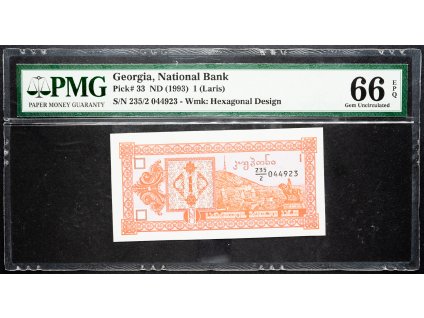 PMG
PAPER MONEY GUARANTY
Georgia, National Bank
Pick# 33 ND (1993) 1 (Laris)
S/N 235/2 044923 - Wmk: Hexagonal Design
66 EPQ
Gem Uncirculated
კუპონი
235/2 044923
1